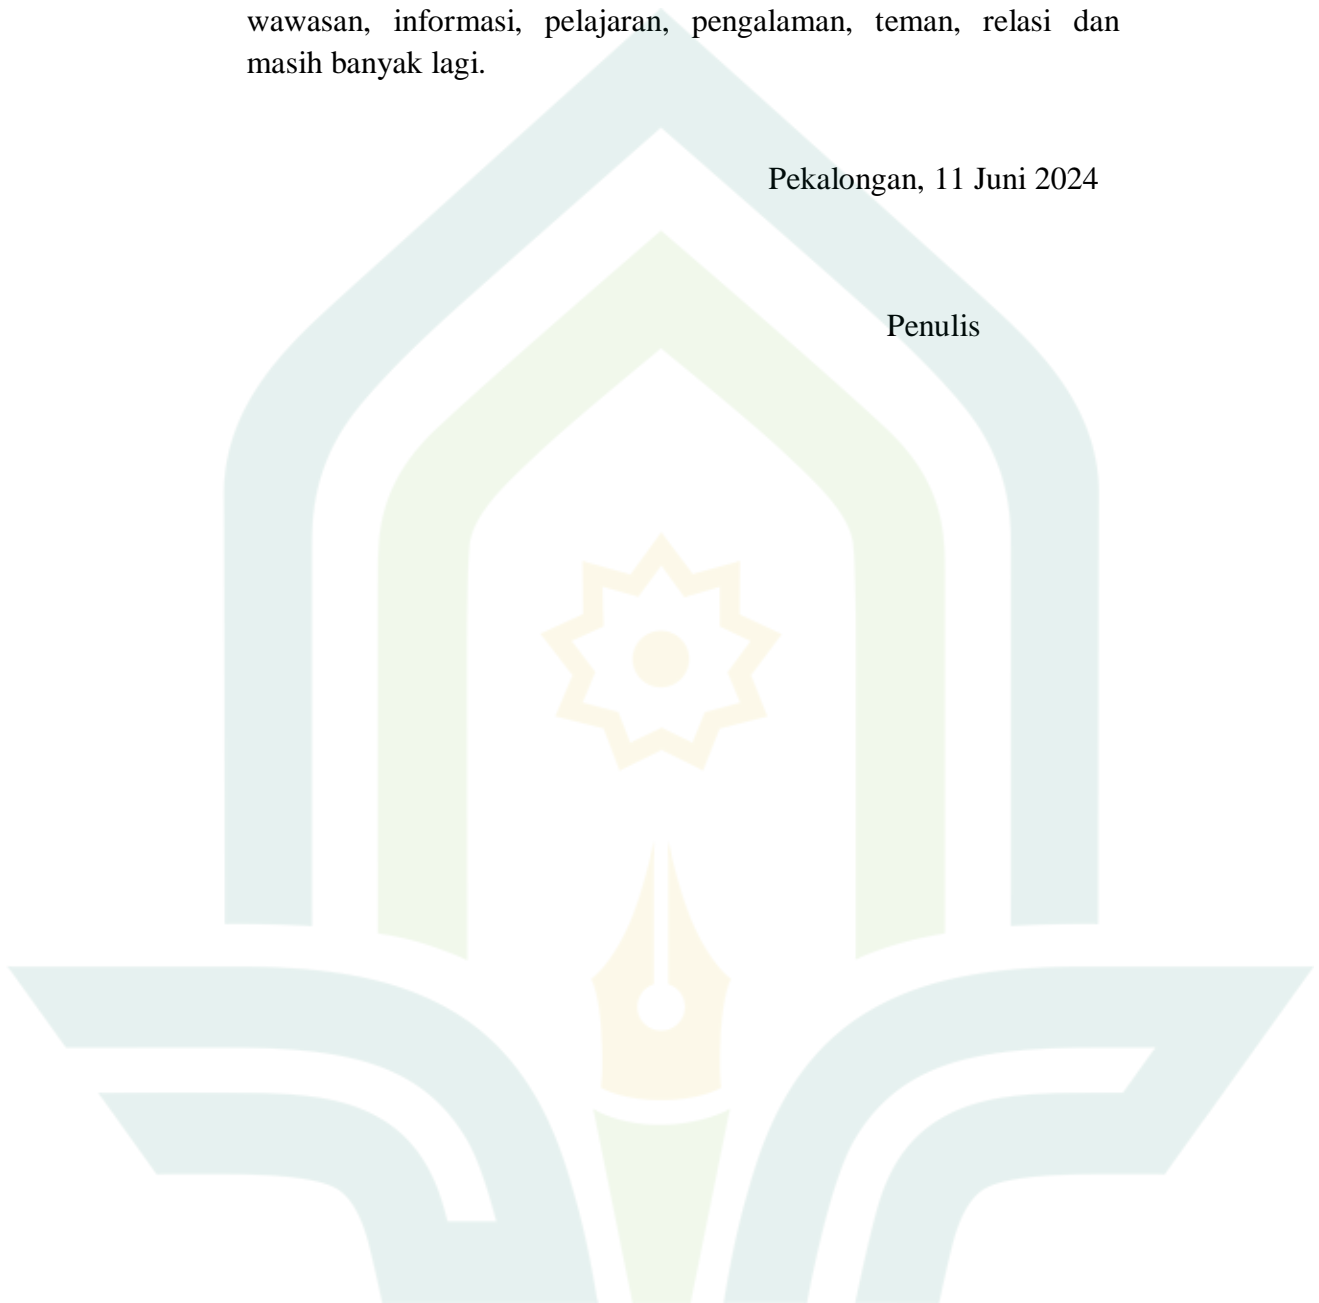 wawasan, informasi, pelajaran, pengalaman, teman, relasi dan
masih banyak lagi.
Pekalongan, 11 Juni 2024
Penulis